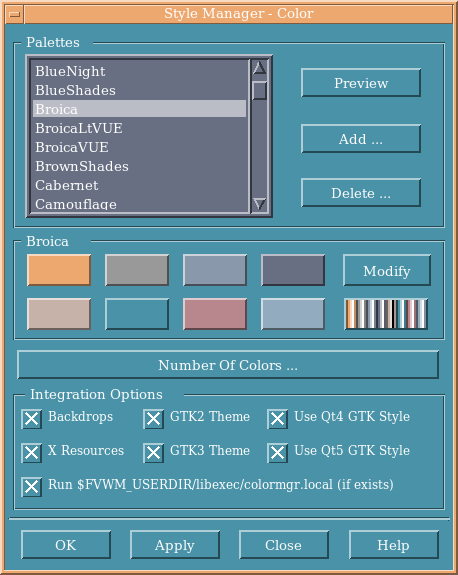 Style Manager - Color
Palettes
BlueNight
BlueShades
Broica
BroicaLtVUE
BroicaVUE
BrownShades
Cabernet
Camouflage
Preview
Add ...
Delete ...
Broica
Modify
Number Of Colors ...
Integration Options
Backdrops
GTK2 Theme
Use Qt4 GTK Style
X Resources
GTK3 Theme
Use Qt5 GTK Style
Run $FVWM_USERDIR/libexec/colormgr.local (if exists)
OK
Apply
Close
Help